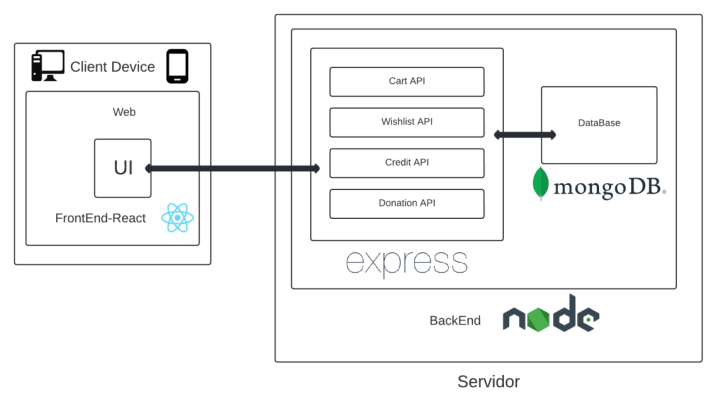 Client Device
Web
UI
FrontEnd-React
Cart API
Wishlist API
Credit API
Donation API
express
DataBase
mongoDB.
BackEnd
node
Servidor